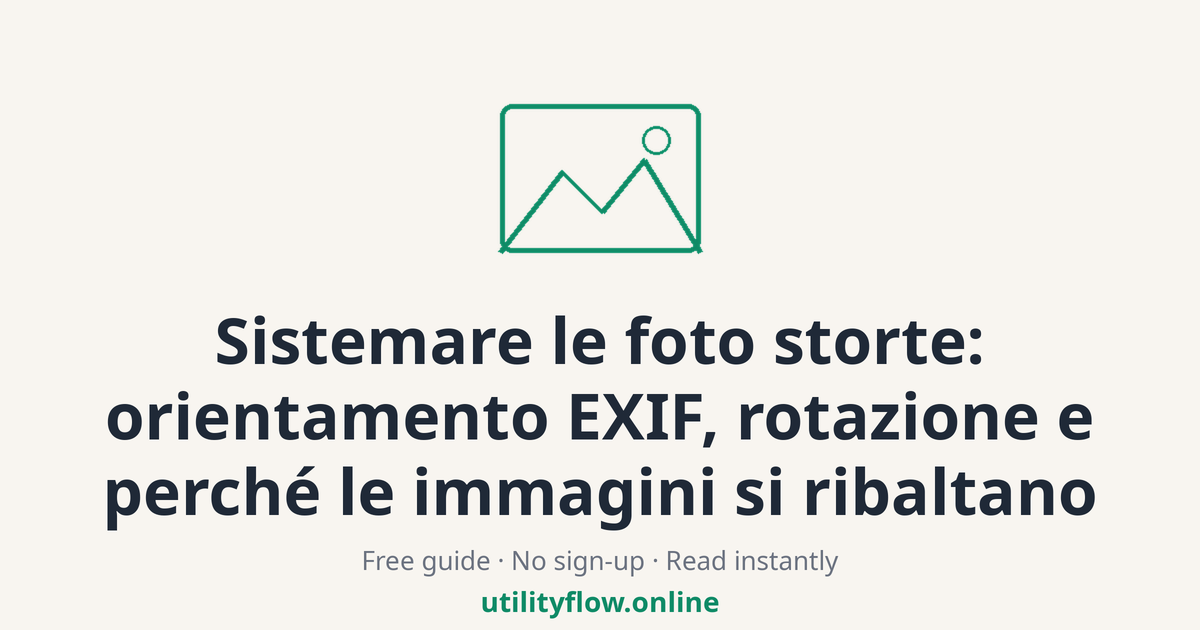 Sistemare le foto storte:
orientamento EXIF, rotazione e
perché le immagini si ribaltano
Free guide · No sign-up · Read instantly
utilityflow.online